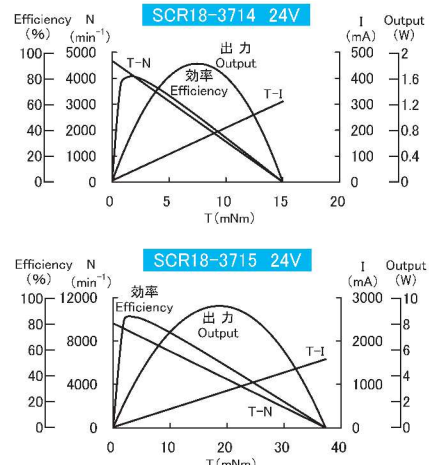 SCR18-3714 24V
Efficiency N I Output
(%) (min⁻¹) (mA) (W)
100 5000 500 2
80 4000 400 1.6
60 3000 300 1.2
40 2000 200 0.8
20 1000 100 0.4
0 0 0 0
T-N
出力
Output
効率
Efficiency
T-I
0 5 10 15 20
T(mNm)
SCR18-3715 24V
Efficiency N I Output
(%) (min⁻¹) (mA) (W)
100 12000 3000 10
80 8
8000 2000
60 6
40 4
4000 1000
20 2
0 0 0 0
効率
Efficiency
出力
Output
T-I
T-N
0 10 20 30 40
T(mNm)